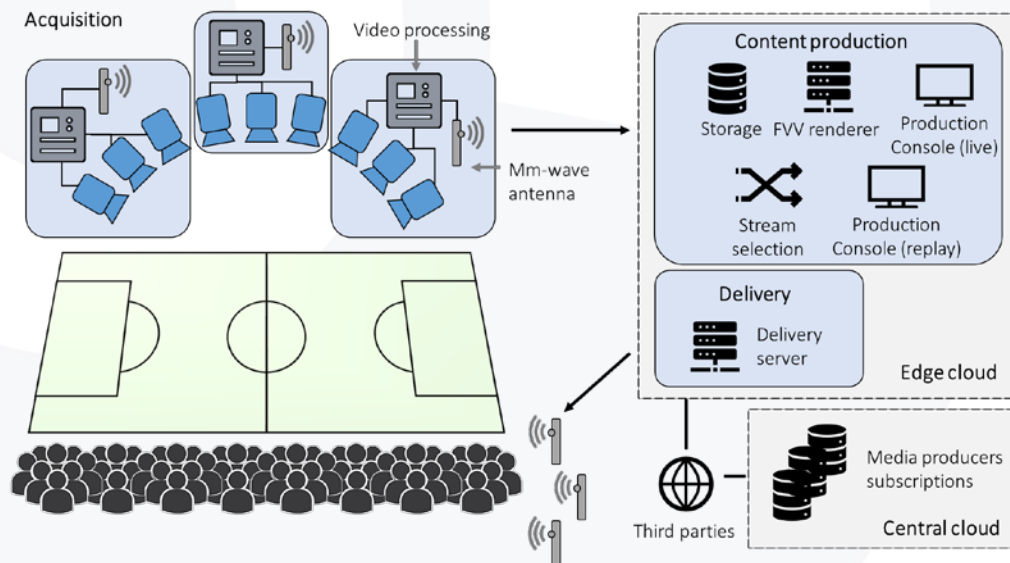 Acquisition
Video processing
Mm-wave
antenna
Content production
Storage
FVV renderer
Production
Console (live)
Stream
selection
Production
Console (replay)
Delivery
Delivery
server
Edge cloud
Third parties
Media producers
subscriptions
Central cloud